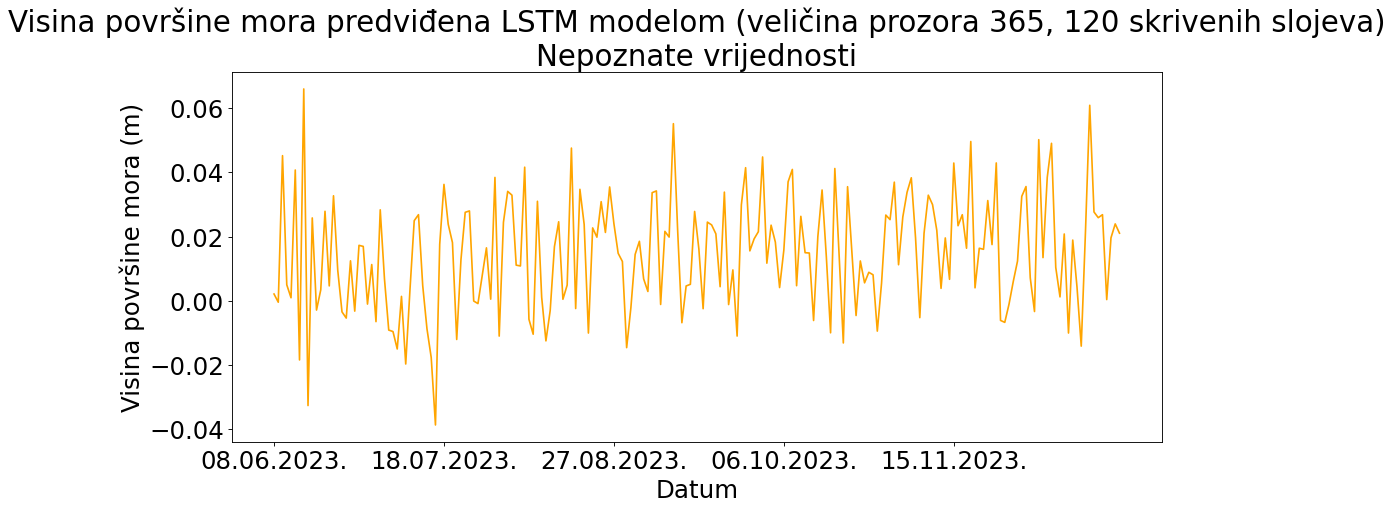 Visina površine mora predviđena LSTM modelom (veličina prozora 365, 120 skrivenih slojeva)
Nepoznate vrijednosti
Visina površine mora (m)
0.06
0.04
0.02
0.00
−0.02
−0.04
08.06.2023. 18.07.2023. 27.08.2023. 06.10.2023. 15.11.2023.
Datum